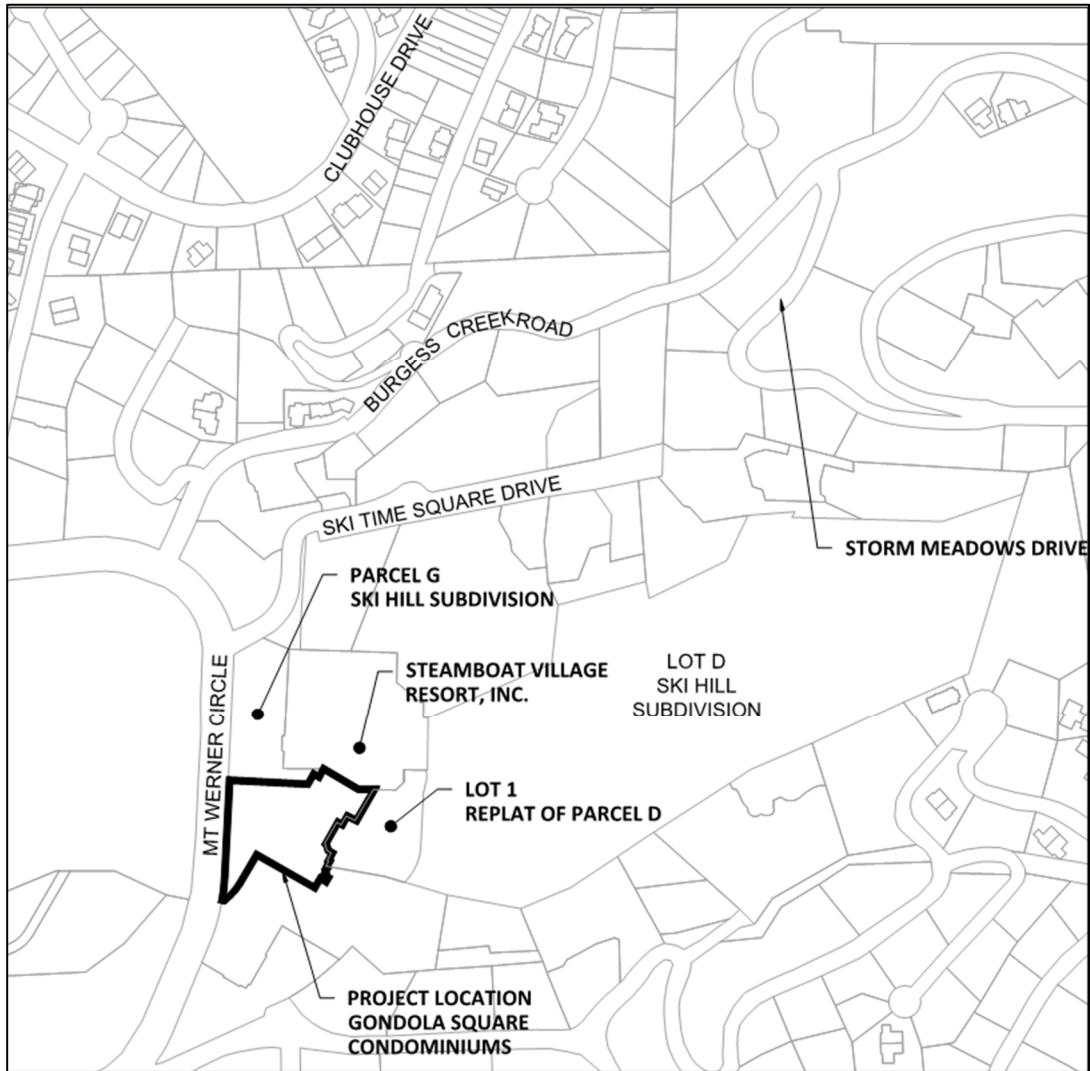 CLUBHOUSE DRIVE
BURGESS CREEK ROAD
SKI TIME SQUARE DRIVE
STORM MEADOWS DRIVE
PARCEL G
SKI HILL SUBDIVISION
STEAMBOAT VILLAGE
RESORT, INC.
LOT D
SKI HILL
SUBDIVISION
MT WERNER CIRCLE
LOT 1
REPLAT OF PARCEL D
PROJECT LOCATION
GONDOLA SQUARE
CONDOMINIUMS